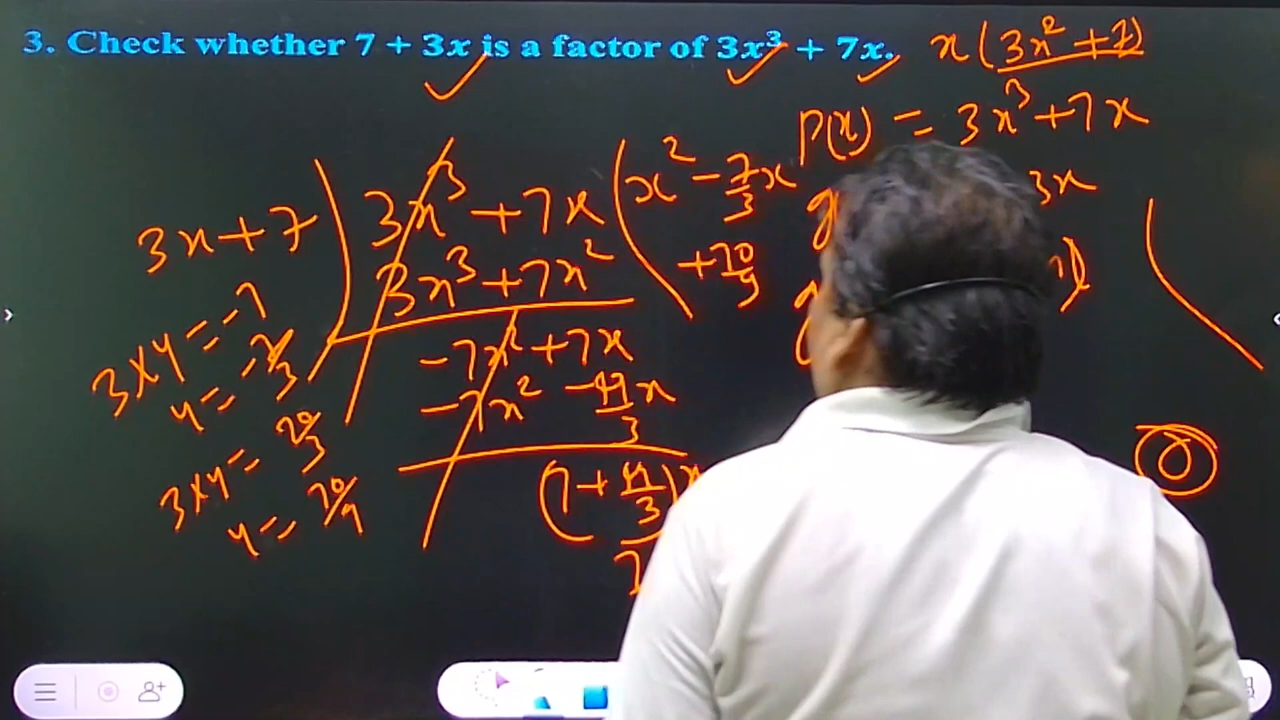 3. Check whether 7 + 3x is a factor of 3x³ + 7x. x(3x² + 7)
P(x) = 3x³ + 7x
3x
3x + 7 ) 3x³ + 7x ( x² - 7/3 x
+ 70/9
3x³ + 7x²
-7x² + 7x
-7x² - 49/3 x
(7 + 49/3)x
3 x y = -7
y = -7/3
3 x y = 70/3
y = 70/9
0